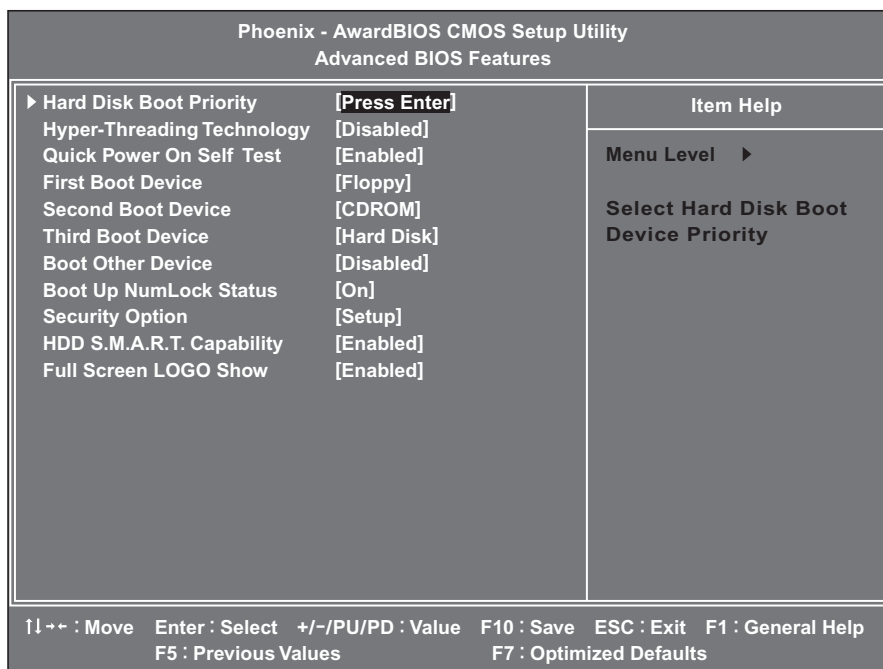 Phoenix - AwardBIOS CMOS Setup Utility
Advanced BIOS Features
Hard Disk Boot Priority [Press Enter]
Hyper-Threading Technology [Disabled]
Quick Power On Self Test [Enabled]
First Boot Device [Floppy]
Second Boot Device [CDROM]
Third Boot Device [Hard Disk]
Boot Other Device [Disabled]
Boot Up NumLock Status [On]
Security Option [Setup]
HDD S.M.A.R.T. Capability [Enabled]
Full Screen LOGO Show [Enabled]
Item Help
Menu Level
Select Hard Disk Boot
Device Priority
↑↓→← : Move Enter : Select +/-/PU/PD : Value F10 : Save ESC : Exit F1 : General Help
F5 : Previous Values F7 : Optimized Defaults